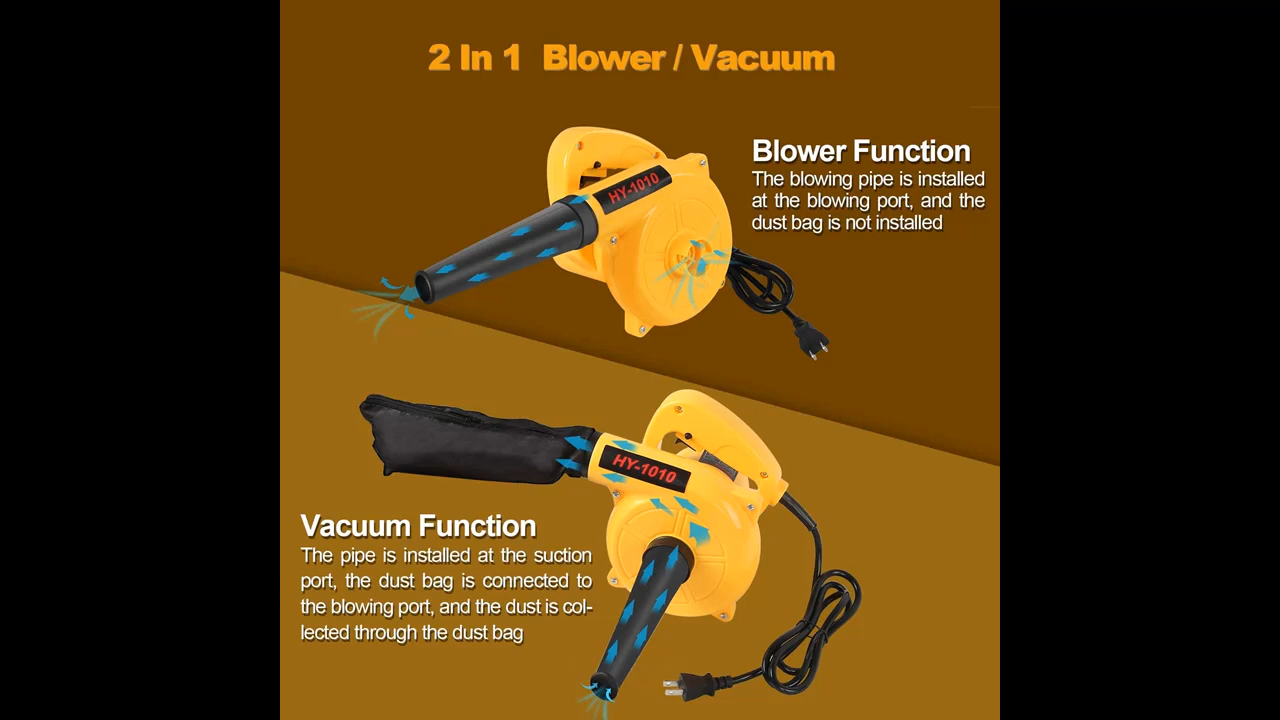 2 In 1 Blower / Vacuum
HY-1010
Blower Function
The blowing pipe is installed
at the blowing port, and the
dust bag is not installed
HY-1010
Vacuum Function
The pipe is installed at the suction
port, the dust bag is connected to
the blowing port, and the dust is col-
lected through the dust bag